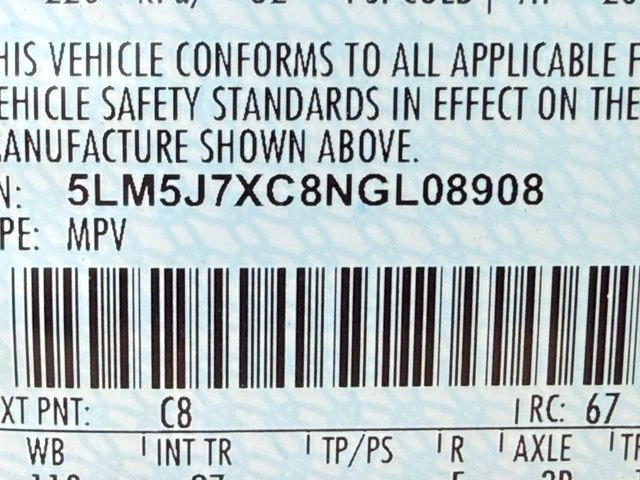 HIS VEHICLE CONFORMS TO ALL APPLICABLE F
EHICLE SAFETY STANDARDS IN EFFECT ON THE
ANUFACTURE SHOWN ABOVE.
N: 5LM5J7XC8NGL08908
PE: MPV
XT PNT: C8 RC: 67
WB INT TR TP/PS R AXLE TR